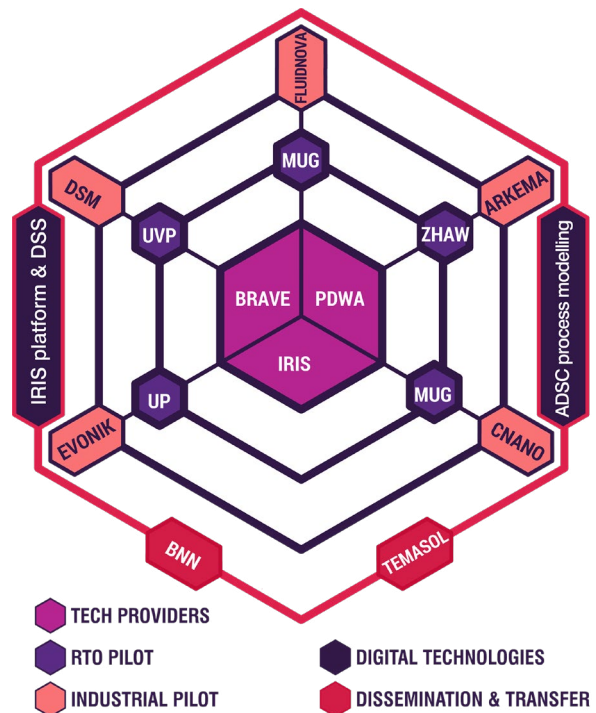 FLUIDNOVA
MUG
DSM
ARKEMA
UVP
ZHAW
BRAVE
PDWA
IRIS platform & DSS
ADSC process modelling
IRIS
UP
MUG
EVONIK
CNANO
BNN
TEMASOL
TECH PROVIDERS
RTO PILOT
DIGITAL TECHNOLOGIES
INDUSTRIAL PILOT
DISSEMINATION & TRANSFER